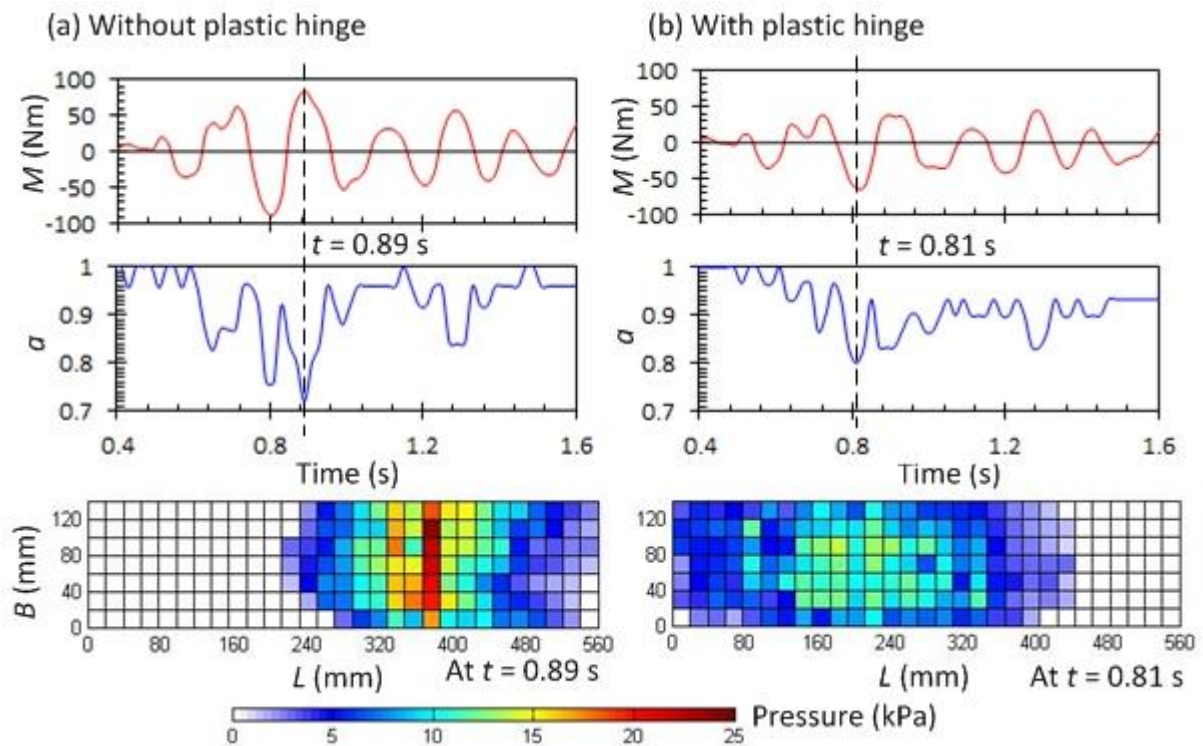 (a) Without plastic hinge
(b) With plastic hinge
100
50
0
-50
-100
M (Nm)
t = 0.89 s
1
0.9
0.8
0.7
a
0.4 0.8 1.2 1.6
Time (s)
100
50
0
-50
-100
M (Nm)
t = 0.81 s
1
0.9
0.8
0.7
a
0.4 0.8 1.2 1.6
Time (s)
120
80
40
0
B (mm)
0 80 160 240 320 400 480 560
L (mm)
At t = 0.89 s
120
80
40
0
0 80 160 240 320 400 480 560
L (mm)
At t = 0.81 s
0 5 10 15 20 25
Pressure (kPa)